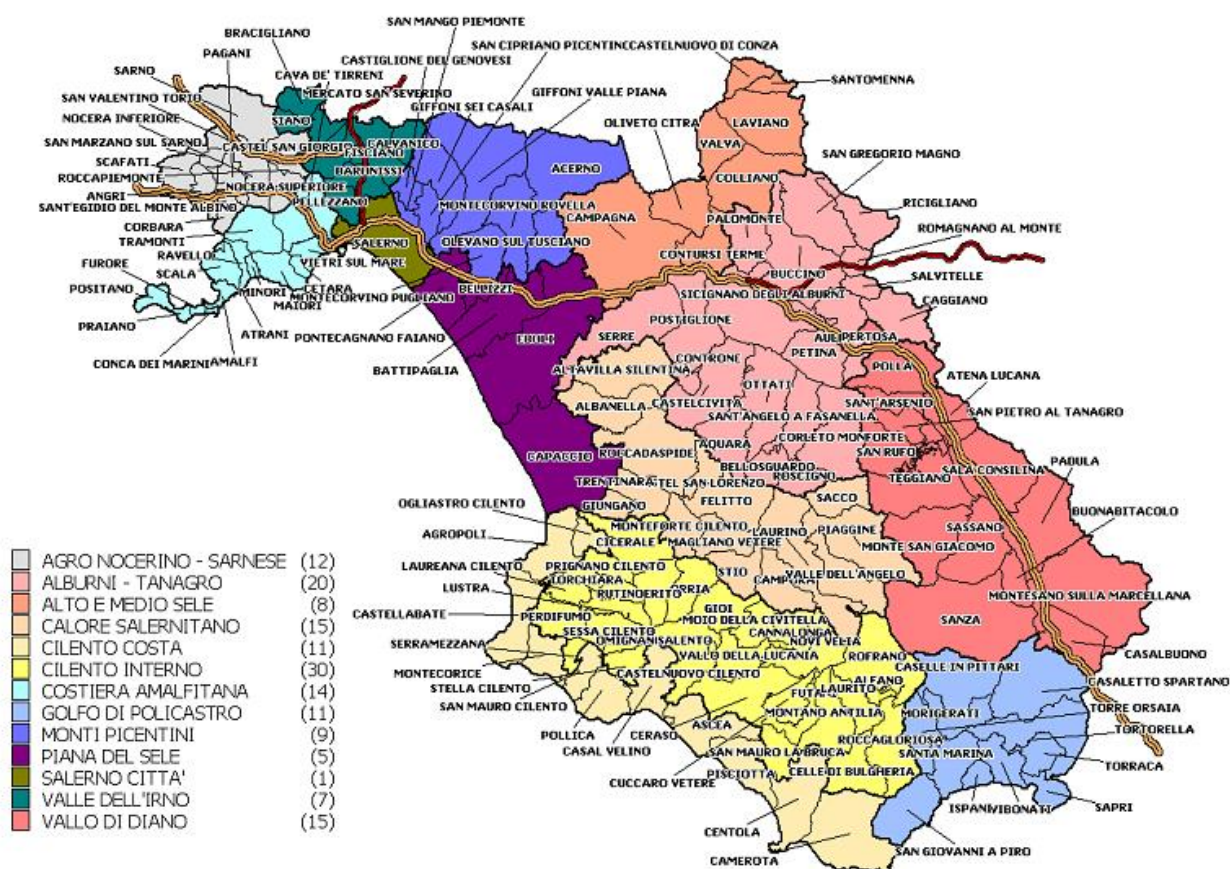 SAN MANGO PIEMONTE
BRACIGLIANO
SAN CIPRIANO PICENTINO
CASTELNUOVO DI CONZA
PAGANI
CASTIGLIONE DEL GENOVESI
SARNO
CAVA DE' TIRRENI
SANTOMENNA
MERCATO SAN SEVERINO
GIFFONI VALLE PIANA
SAN VALENTINO TORIO
GIFFONI SEI CASALI
NOCERA INFERIORE
SIANO
OLIVETO CITRA
LAVIANO
SAN MARZANO SUL SARNO
CASTEL SAN GIORGIO
CALVANICO
VALVA
FISCIANO
SAN GREGORIO MAGNO
SCAFATI
BARONISSI
ACERNO
COLLIANO
ROCCAPIEMONTE
NOCERA SUPERIORE
ANGRI
PELLEZZANO
RICIGLIANO
SANT'EGIDIO DEL MONTE ALBINO
MONTECORVINO ROVELLA
CAMPAGNA
PALOMONTE
CORBARA
ROMAGNANO AL MONTE
TRAMONTI
SALERNO
OLEVANO SUL TUSCIANO
RAVELLO
CONTURSI TERME
FURORE
VIETRI SUL MARE
SCALA
BUCCINO
SALVITELLE
POSITANO
MINORI
CETARA
BELLIZZI
SICIGNANO DEGLI ALBURNI
MONTECORVINO PUGLIANO
MAIORI
CAGGIANO
PRAIANO
ATRANI
PONTECAGNANO FAIANO
POSTIGLIONE
EBOLI
SERRE
AULETTA
PERTOSA
CONCA DEI MARINI
AMALFI
PETINA
BATTIPAGLIA
CONTRONE
POLLA
ALTAVILLA SILENTINA
ATENA LUCANA
OTTATI
ALBANELLA
CASTELCIVITA
SANT'ARSENIO
SANT'ANGELO A FASANELLA
SAN PIETRO AL TANAGRO
CORLETO MONFORTE
AQUARA
CAPACCIO
ROCCADASPIDE
SAN RUFO
PADULA
BELLOSGUARDO
SALA CONSILINA
ROSCIGNO
TEGGIANO
TRENTINARA
CASTEL SAN LORENZO
OGLIASTRO CILENTO
FELITTO
SACCO
GIUNGANO
BUONABITACOLO
AGROPOLI
MONTEFORTE CILENTO
LAURINO
PIAGGINE
SASSANO
CICERALE
MAGLIANO VETERE
MONTE SAN GIACOMO
LAUREANA CILENTO
PRIGNANO CILENTO
STIO
VALLE DELL'ANGELO
TORCHIARA
CAMPORA
LUSTRA
RUTINO
ORRIA
MONTESANO SULLA MARCELLANA
CASTELLABATE
PERDIFUMO
GIOI
MOIO DELLA CIVITELLA
SANZA
SESSA CILENTO
CANNALONGA
SERRAMEZZANA
OMIGNANO
SALENTO
NOVI VELIA
CASALBUONO
VALLO DELLA LUCANIA
ROFRANO
CASELLE IN PITTARI
MONTECORICE
CASTELNUOVO CILENTO
ALFANO
CASALETTO SPARTANO
STELLA CILENTO
LAURITO
FUTANI
SAN MAURO CILENTO
MONTANO ANTILIA
MORIGERATI
TORRE ORSAIA
ASCEA
TORTORELLA
POLLICA
CERASO
ROCCAGLORIOSA
CASAL VELINO
SAN MAURO LA BRUCA
SANTA MARINA
TORRACA
PISCIOTTA
CELLE DI BULGHERIA
CUCCARO VETERE
ISPANI
VIBONATI
SAPRI
CENTOLA
SAN GIOVANNI A PIRO
CAMEROTA
AGRO NOCERINO - SARNESE (12)
ALBURNI - TANAGRO (20)
ALTO E MEDIO SELE (8)
CALORE SALERNITANO (15)
CILENTO COSTA (11)
CILENTO INTERNO (30)
COSTIERA AMALFITANA (14)
GOLFO DI POLICASTRO (11)
MONTI PICENTINI (9)
PIANA DEL SELE (5)
SALERNO CITTA' (1)
VALLE DELL'IRNO (7)
VALLO DI DIANO (15)